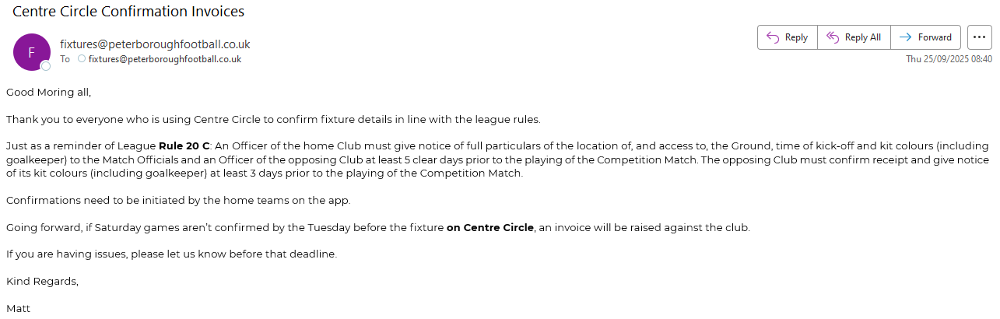 Centre Circle Confirmation Invoices
F
fixtures@peterboroughfootball.co.uk
To fixtures@peterboroughfootball.co.uk
Reply
Reply All
Forward
Thu 25/09/2025 08:40
Good Moring all,
Thank you to everyone who is using Centre Circle to confirm fixture details in line with the league rules.
Just as a reminder of League Rule 20 C: An Officer of the home Club must give notice of full particulars of the location of, and access to, the Ground, time of kick-off and kit colours (including
goalkeeper) to the Match Officials and an Officer of the opposing Club at least 5 clear days prior to the playing of the Competition Match. The opposing Club must confirm receipt and give notice
of its kit colours (including goalkeeper) at least 3 days prior to the playing of the Competition Match.
Confirmations need to be initiated by the home teams on the app.
Going forward, if Saturday games aren't confirmed by the Tuesday before the fixture on Centre Circle, an invoice will be raised against the club.
If you are having issues, please let us know before that deadline.
Kind Regards,
Matt